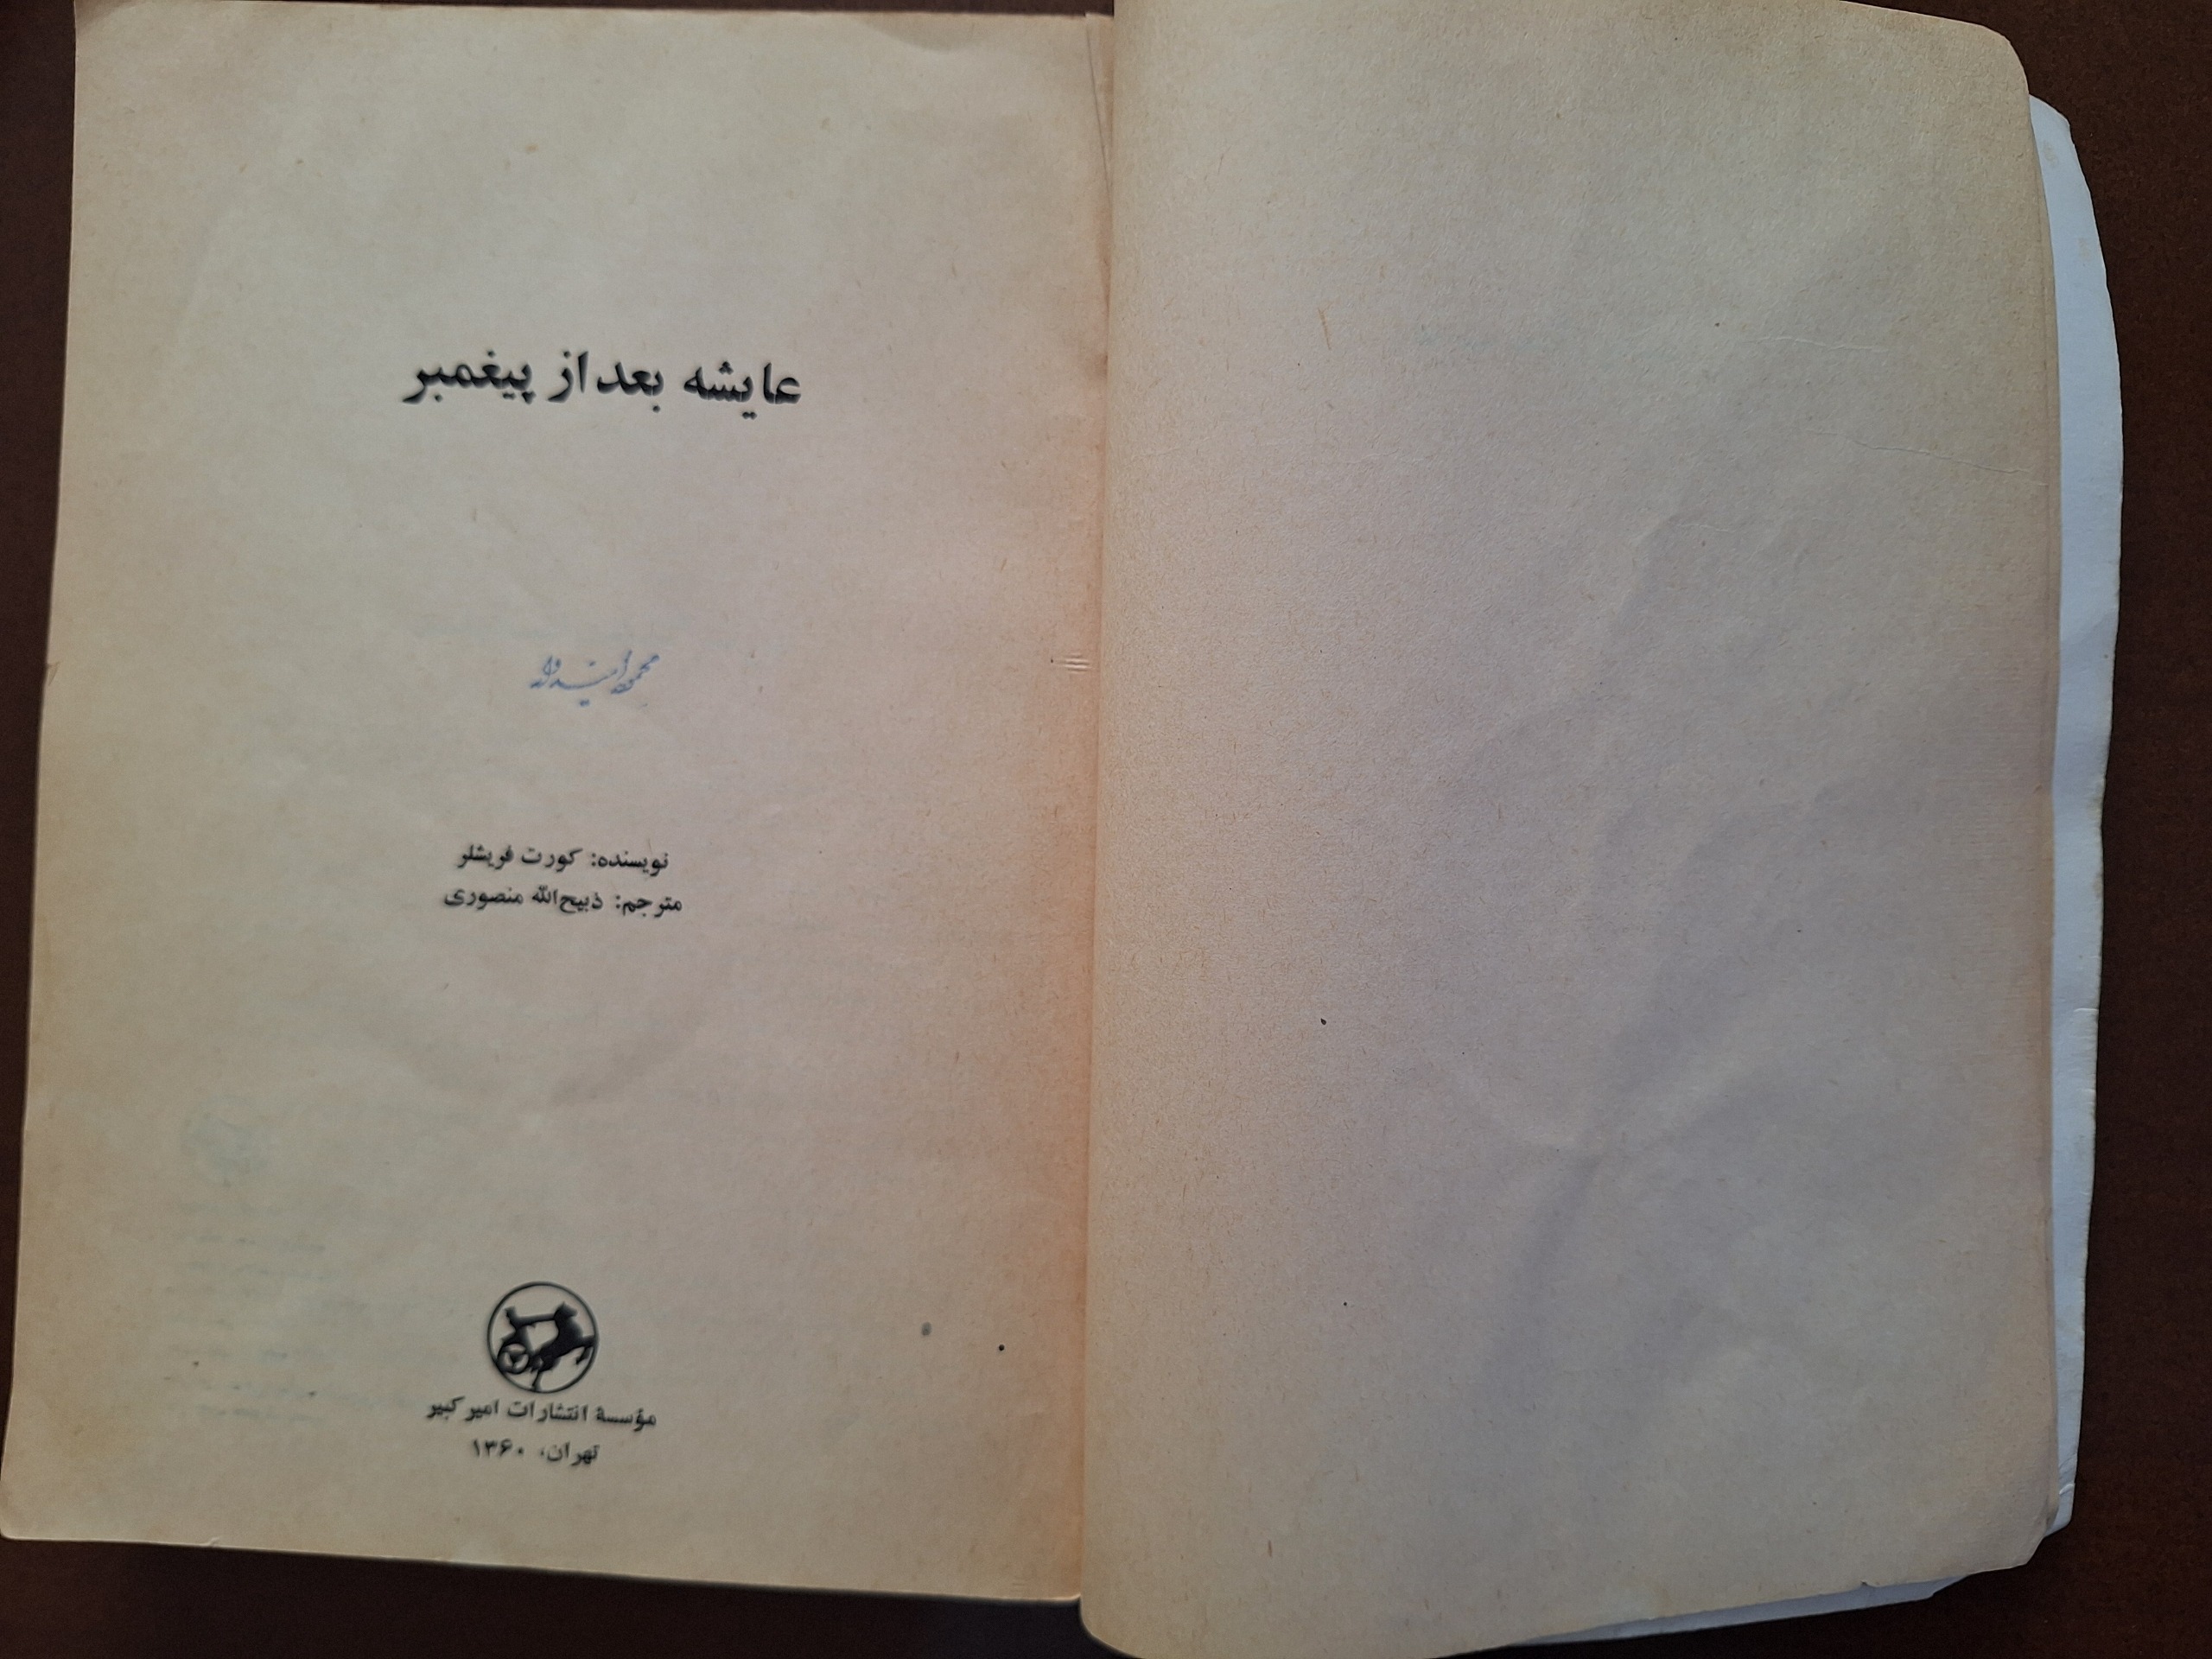 عایشه بعد از پیغمبر
نویسنده: کورت فریشلر
مترجم: ذبیح‌الله منصوری
مؤسسهٔ انتشارات امیرکبیر
تهران، ۱۳۶۰